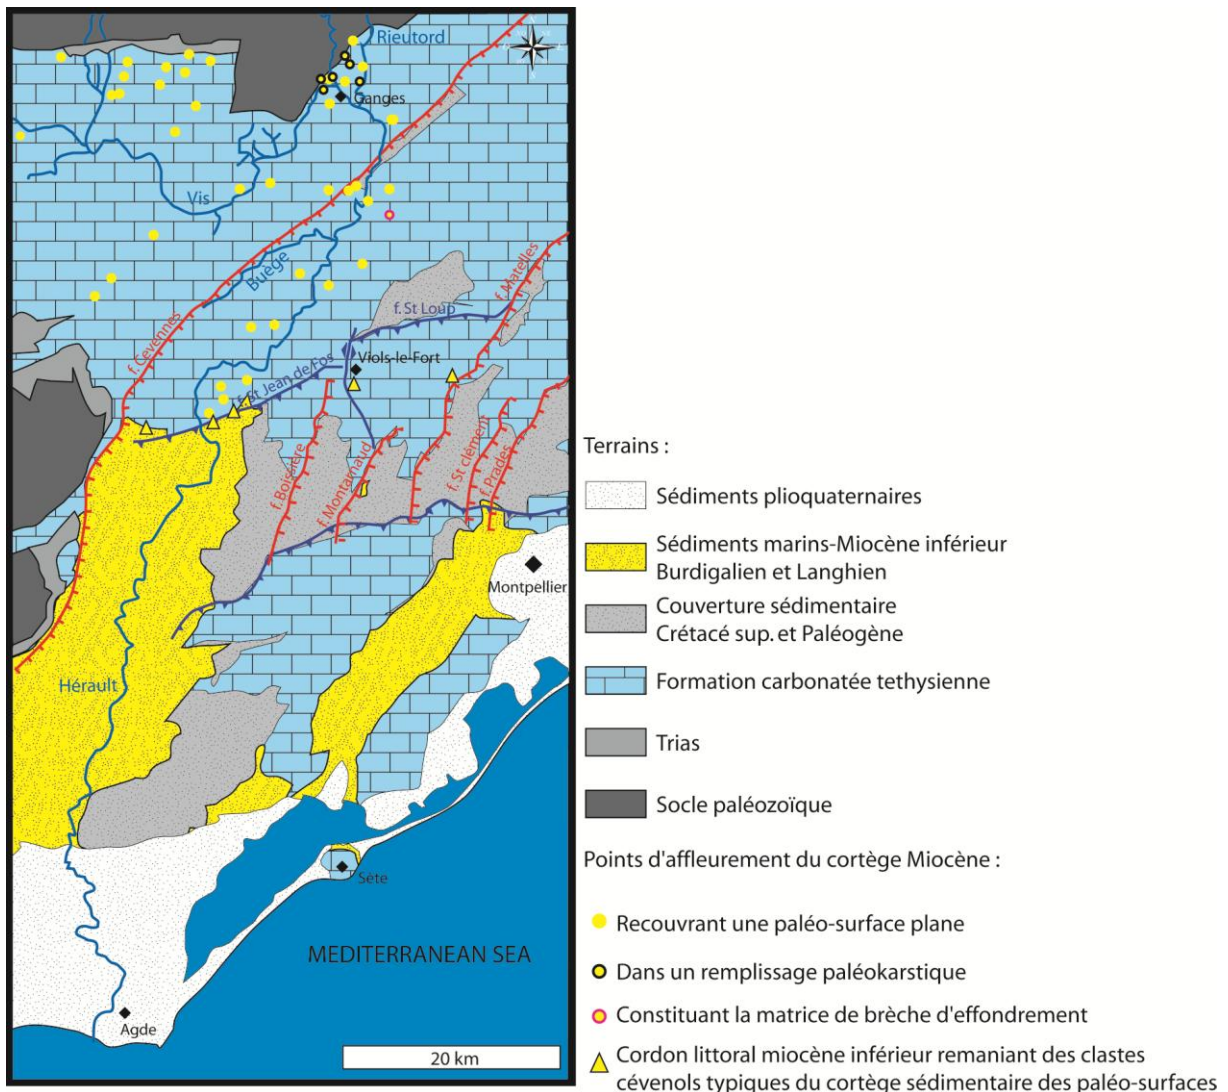 Rieutord
Ganges
Vis
Buège
f. Cévennes
f. St Loup
f. Matelles
Viols-le-Fort
f. St Jean de Fos
f. Boissière
f. Montarnaud
f. St clément
f. Prades
Montpellier
Hérault
Séte
MEDITERRANEAN SEA
Agde
20 km
Terrains :
Sédiments plioquaternaires
Sédiments marins-Miocène inférieur
Burdigalien et Langhien
Couverture sédimentaire
Crétacé sup. et Paléogène
Formation carbonatée tethysienne
Trias
Socle paléozoïque
Points d'affleurement du cortège Miocène :
Recouvrant une paléo-surface plane
Dans un remplissage paléokarstique
Constituant la matrice de brèche d'effondrement
Cordon littoral miocène inférieur remaniant des clastes
cévenols typiques du cortège sédimentaire des paléo-surfaces